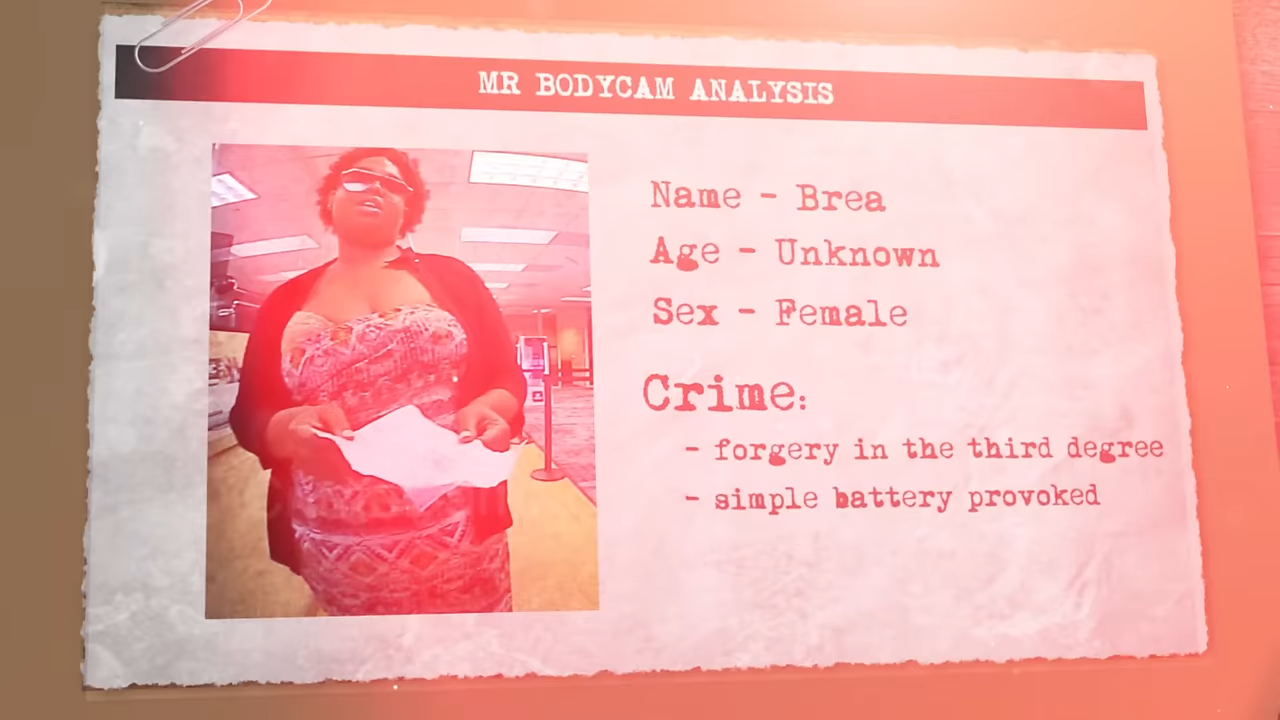 MR BODYCAM ANALYSIS
Name - Brea
Age - Unknown
Sex - Female
Crime:
- forgery in the third degree
- simple battery provoked